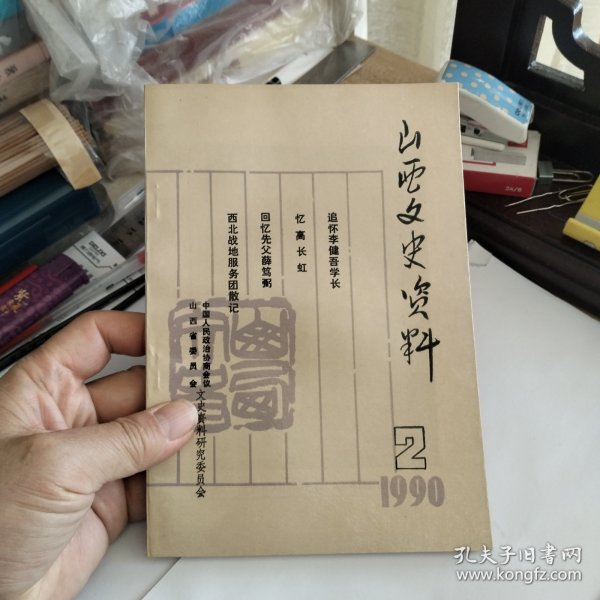 山西文史资料
2
1990
追怀李健吾学长
忆高长虹
回忆先父薛笃弼
西北战地服务团散记
中国人民政治协商会议
山西省委员会
文史资料研究委员会
24/6
孔夫子旧书网
www.kongfz.com